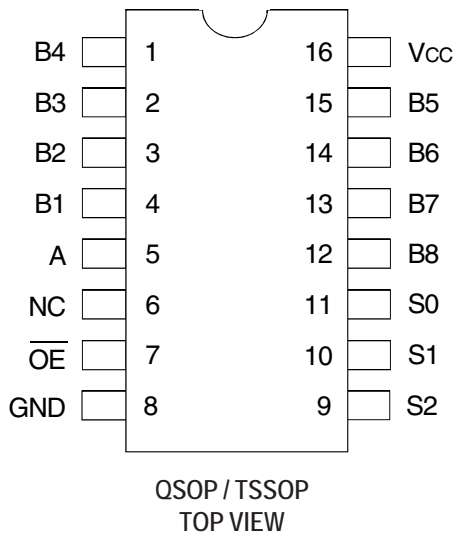 B4 1 16 VCC
B3 2 15 B5
B2 3 14 B6
B1 4 13 B7
A 5 12 B8
NC 6 11 S0
O̅E̅ 7 10 S1
GND 8 9 S2
QSOP / TSSOP
TOP VIEW